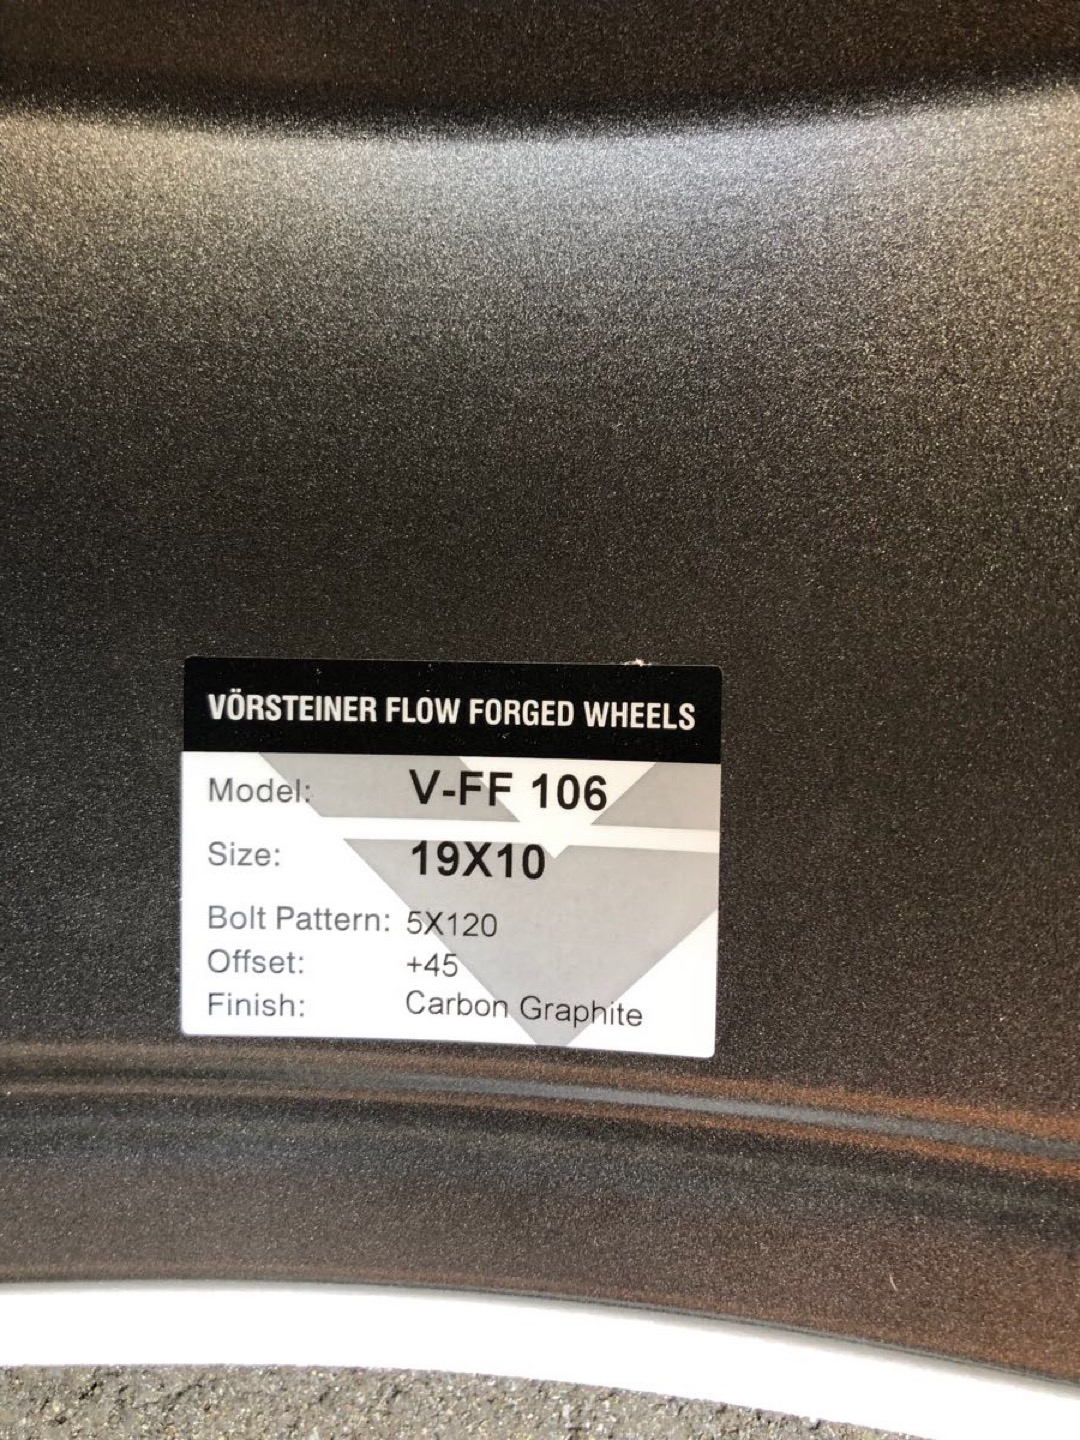 VÖRSTEINER FLOW FORGED WHEELS
Model: V-FF 106
Size: 19X10
Bolt Pattern: 5X120
Offset: +45
Finish: Carbon Graphite